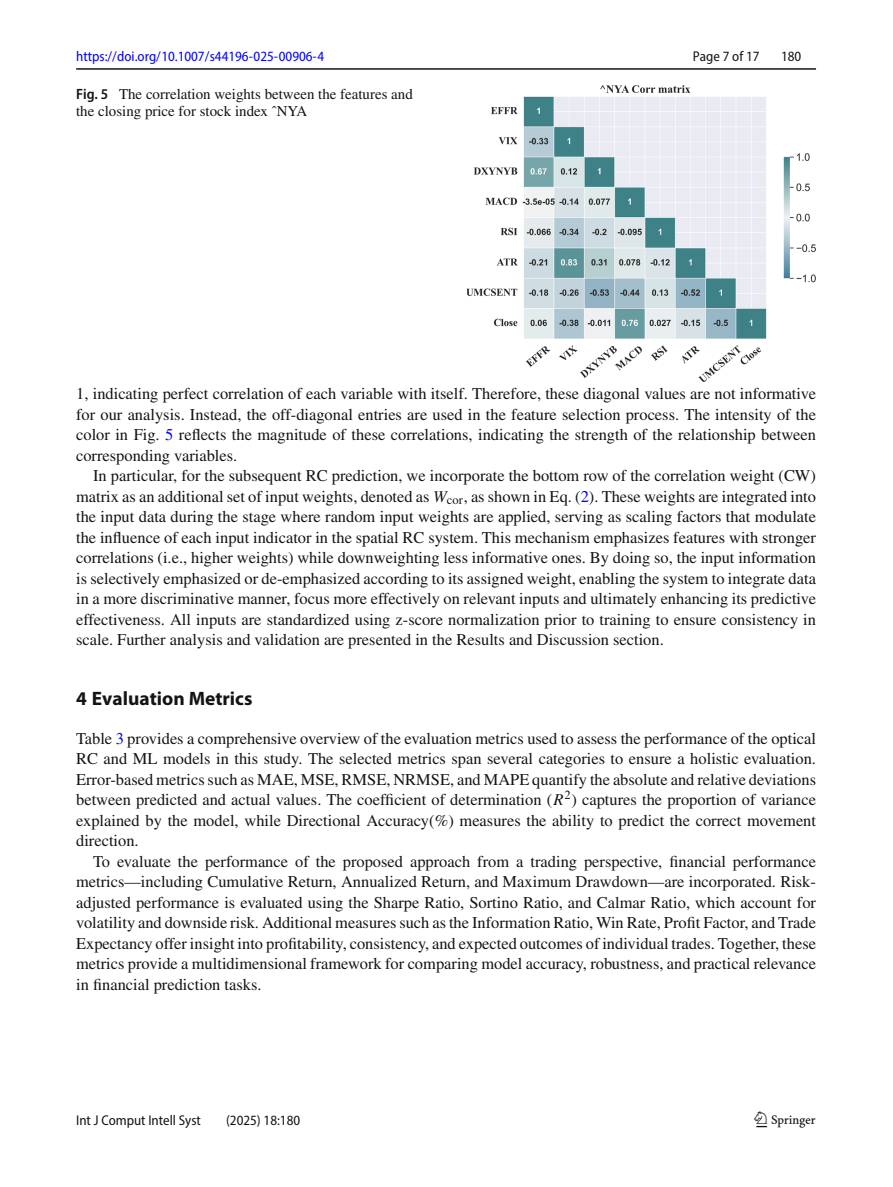 https://doi.org/10.1007/s44196-025-00906-4
Page 7 of 17 180
Fig. 5 The correlation weights between the features and
the closing price for stock index ˆNYA
^NYA Corr matrix
EFFR 1
VIX -0.33 1
DXYNYB 0.67 0.12 1
MACD -3.5e-05 -0.14 0.077 1
RSI -0.066 -0.34 -0.2 -0.095 1
ATR -0.21 0.83 0.31 0.078 -0.12 1
UMCSENT -0.18 -0.26 -0.53 -0.44 0.13 -0.52 1
Close 0.06 -0.38 -0.011 0.76 0.027 -0.15 -0.5 1
EFFR VIX DXYNYB MACD RSI ATR UMCSENT Close
1.0
0.5
0.0
−0.5
−1.0
1, indicating perfect correlation of each variable with itself. Therefore, these diagonal values are not informative
for our analysis. Instead, the off-diagonal entries are used in the feature selection process. The intensity of the
color in Fig. 5 reflects the magnitude of these correlations, indicating the strength of the relationship between
corresponding variables.
In particular, for the subsequent RC prediction, we incorporate the bottom row of the correlation weight (CW)
matrix as an additional set of input weights, denoted as Wcor, as shown in Eq. (2). These weights are integrated into
the input data during the stage where random input weights are applied, serving as scaling factors that modulate
the influence of each input indicator in the spatial RC system. This mechanism emphasizes features with stronger
correlations (i.e., higher weights) while downweighting less informative ones. By doing so, the input information
is selectively emphasized or de-emphasized according to its assigned weight, enabling the system to integrate data
in a more discriminative manner, focus more effectively on relevant inputs and ultimately enhancing its predictive
effectiveness. All inputs are standardized using z-score normalization prior to training to ensure consistency in
scale. Further analysis and validation are presented in the Results and Discussion section.
4 Evaluation Metrics
Table 3 provides a comprehensive overview of the evaluation metrics used to assess the performance of the optical
RC and ML models in this study. The selected metrics span several categories to ensure a holistic evaluation.
Error-based metrics such as MAE, MSE, RMSE, NRMSE, and MAPE quantify the absolute and relative deviations
between predicted and actual values. The coefficient of determination (R²) captures the proportion of variance
explained by the model, while Directional Accuracy(%) measures the ability to predict the correct movement
direction.
To evaluate the performance of the proposed approach from a trading perspective, financial performance
metrics—including Cumulative Return, Annualized Return, and Maximum Drawdown—are incorporated. Risk-
adjusted performance is evaluated using the Sharpe Ratio, Sortino Ratio, and Calmar Ratio, which account for
volatility and downside risk. Additional measures such as the Information Ratio, Win Rate, Profit Factor, and Trade
Expectancy offer insight into profitability, consistency, and expected outcomes of individual trades. Together, these
metrics provide a multidimensional framework for comparing model accuracy, robustness, and practical relevance
in financial prediction tasks.
Int J Comput Intell Syst (2025) 18:180
Springer